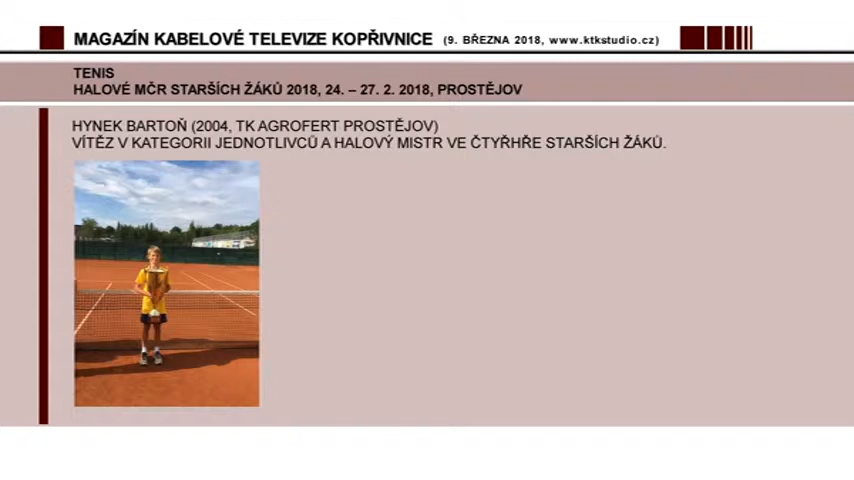 MAGAZÍN KABELOVÉ TELEVIZE KOPŘIVNICE (9. BŘEZNA 2018, www.ktkstudio.cz)
TENIS
HALOVÉ MČR STARŠÍCH ŽÁKŮ 2018, 24. – 27. 2. 2018, PROSTĚJOV
HYNEK BARTOŇ (2004, TK AGROFERT PROSTĚJOV)
VÍTĚZ V KATEGORII JEDNOTLIVCŮ A HALOVÝ MISTR VE ČTYŘHŘE STARŠÍCH ŽÁKŮ.